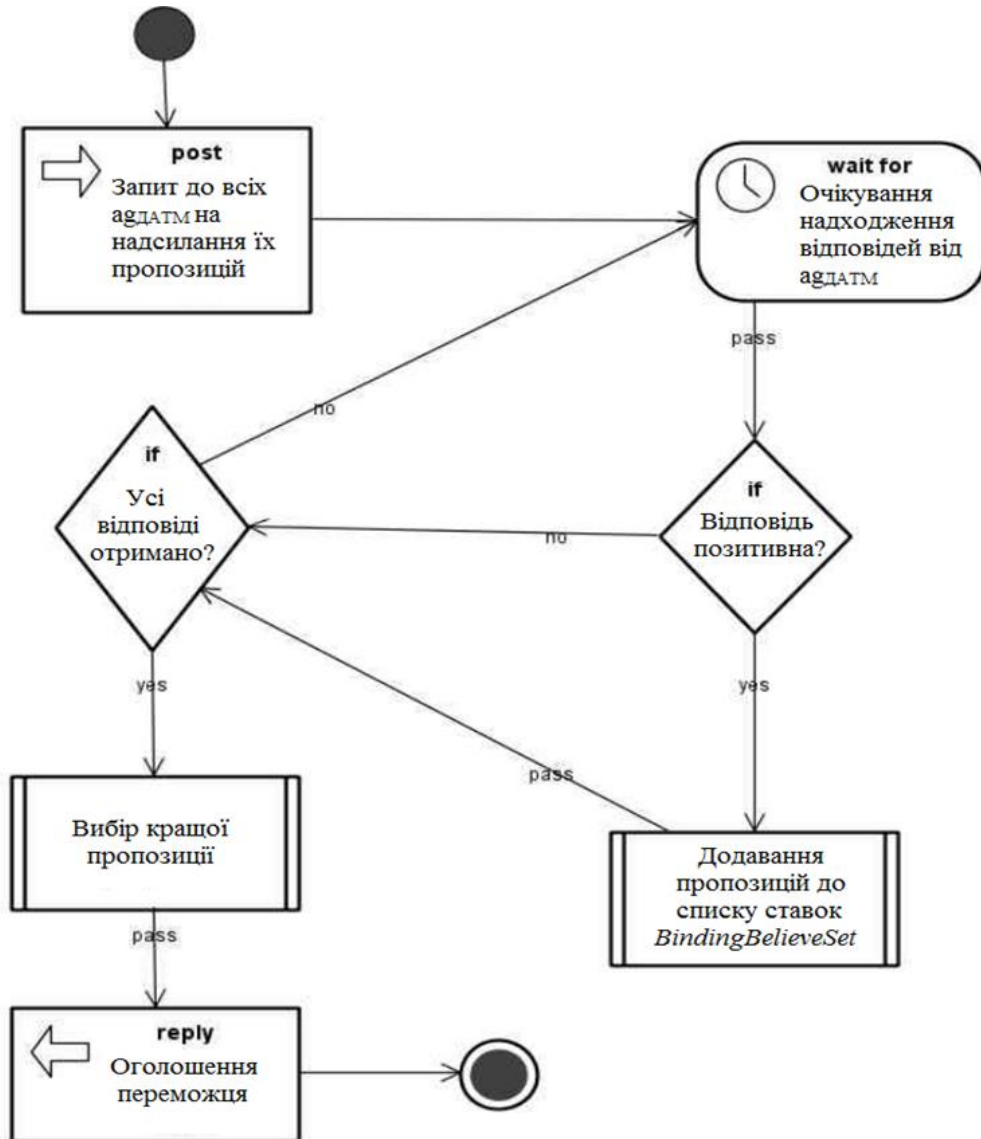 post
Запит до всіх
agДАТМ на
надсилання їх
пропозицій
wait for
Очікування
надходження
відповідей від
agДАТМ
pass
no
if
Усі
відповіді
отримано?
if
Відповідь
позитивна?
no
yes
yes
pass
Вибір кращої
пропозиції
Додавання
пропозицій до
списку ставок
BindingBelieveSet
pass
reply
Оголошення
переможця